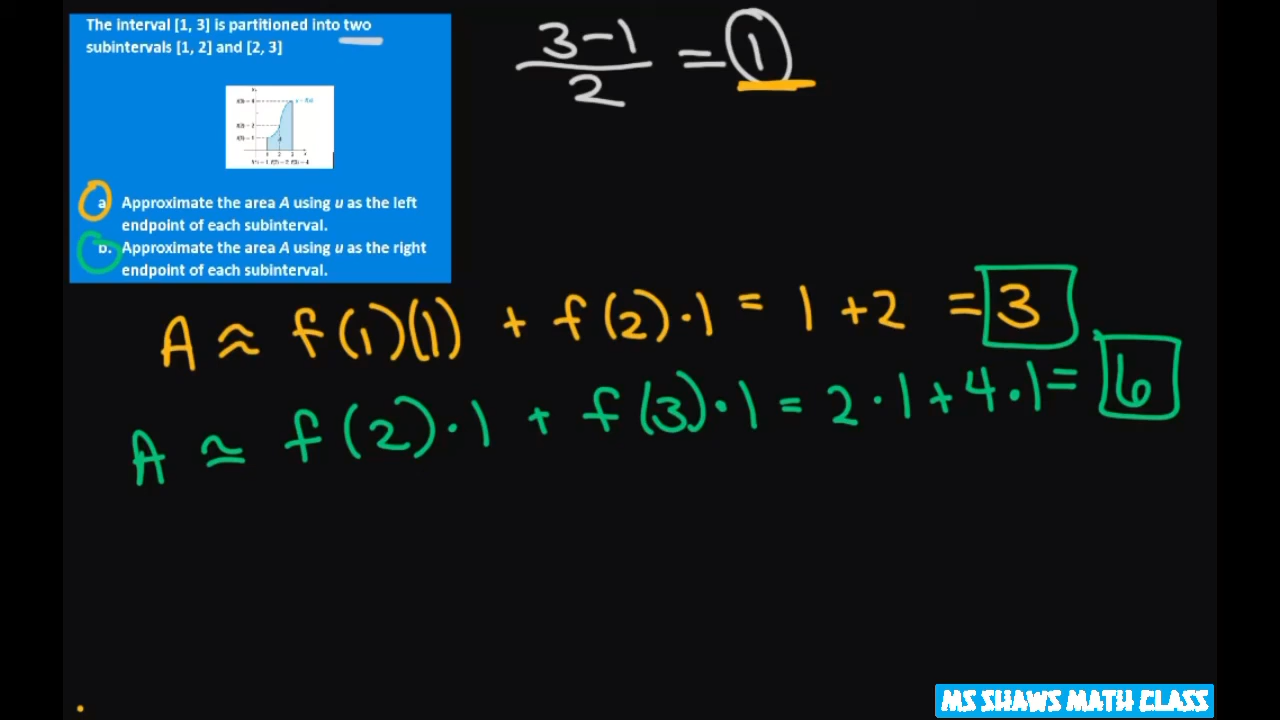 The interval [1, 3] is partitioned into two
subintervals [1, 2] and [2, 3]
3-1
2
= 1
a Approximate the area A using u as the left
endpoint of each subinterval.
b. Approximate the area A using u as the right
endpoint of each subinterval.
A ≈ f(1)(1) + f(2)·1 = 1+2 = 3
A ≃ f(2)·1 + f(3)·1 = 2·1+4·1= 6
MS SHAWS MATH CLASS